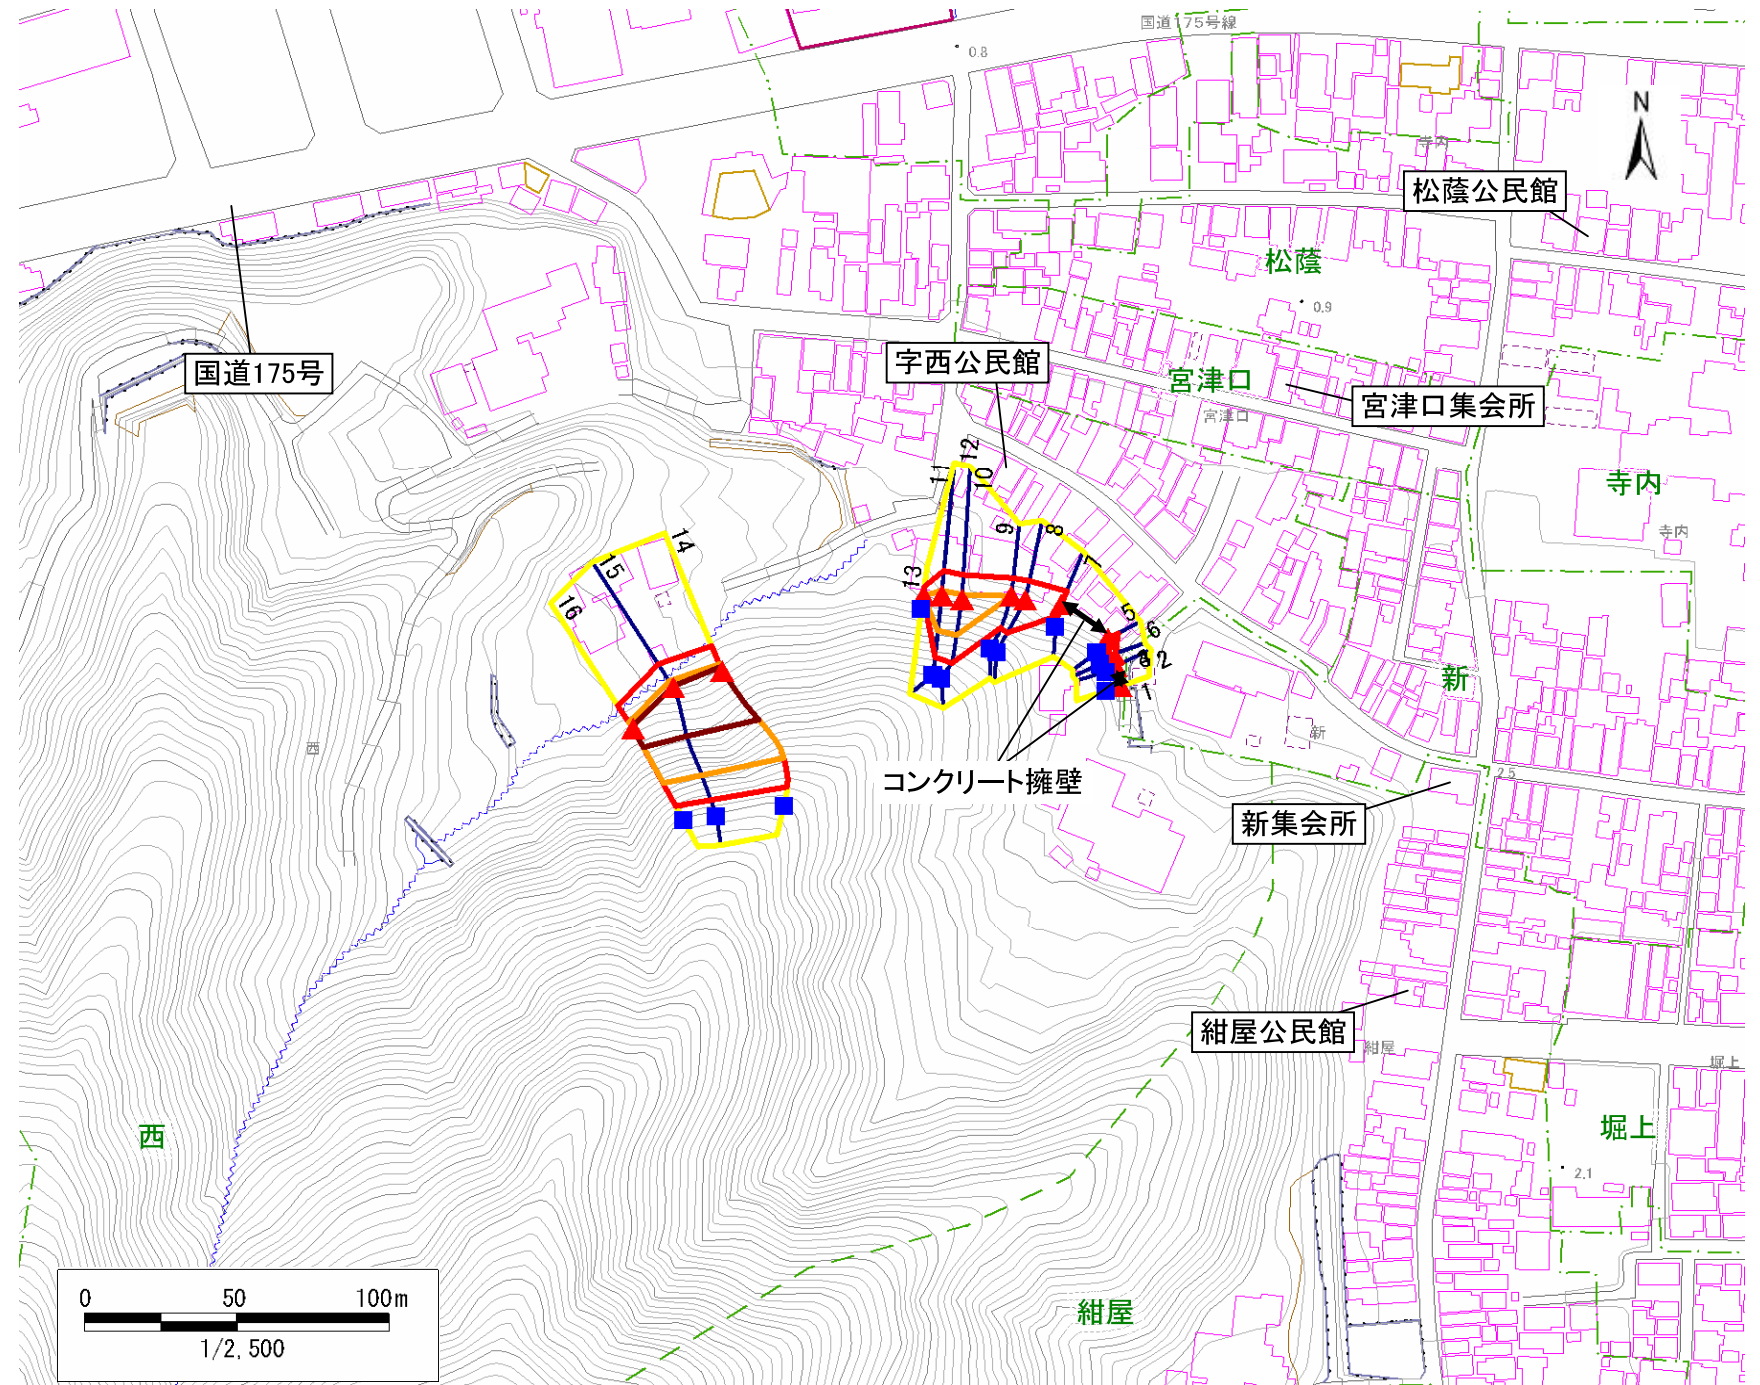 国道175号線
0.8
N
寺内
松蔭公民館
松蔭
0.9
国道175号
字西公民館
宮津口
宮津口集会所
宮津口
寺内
寺内
11
12
10
9
8
7
13
14
15
16
5
6
2
1
新
新
西
コンクリート擁壁
2.5
新集会所
紺屋公民館
紺屋
堀上
堀上
西
2.1
紺屋
0 50 100m
1/2,500